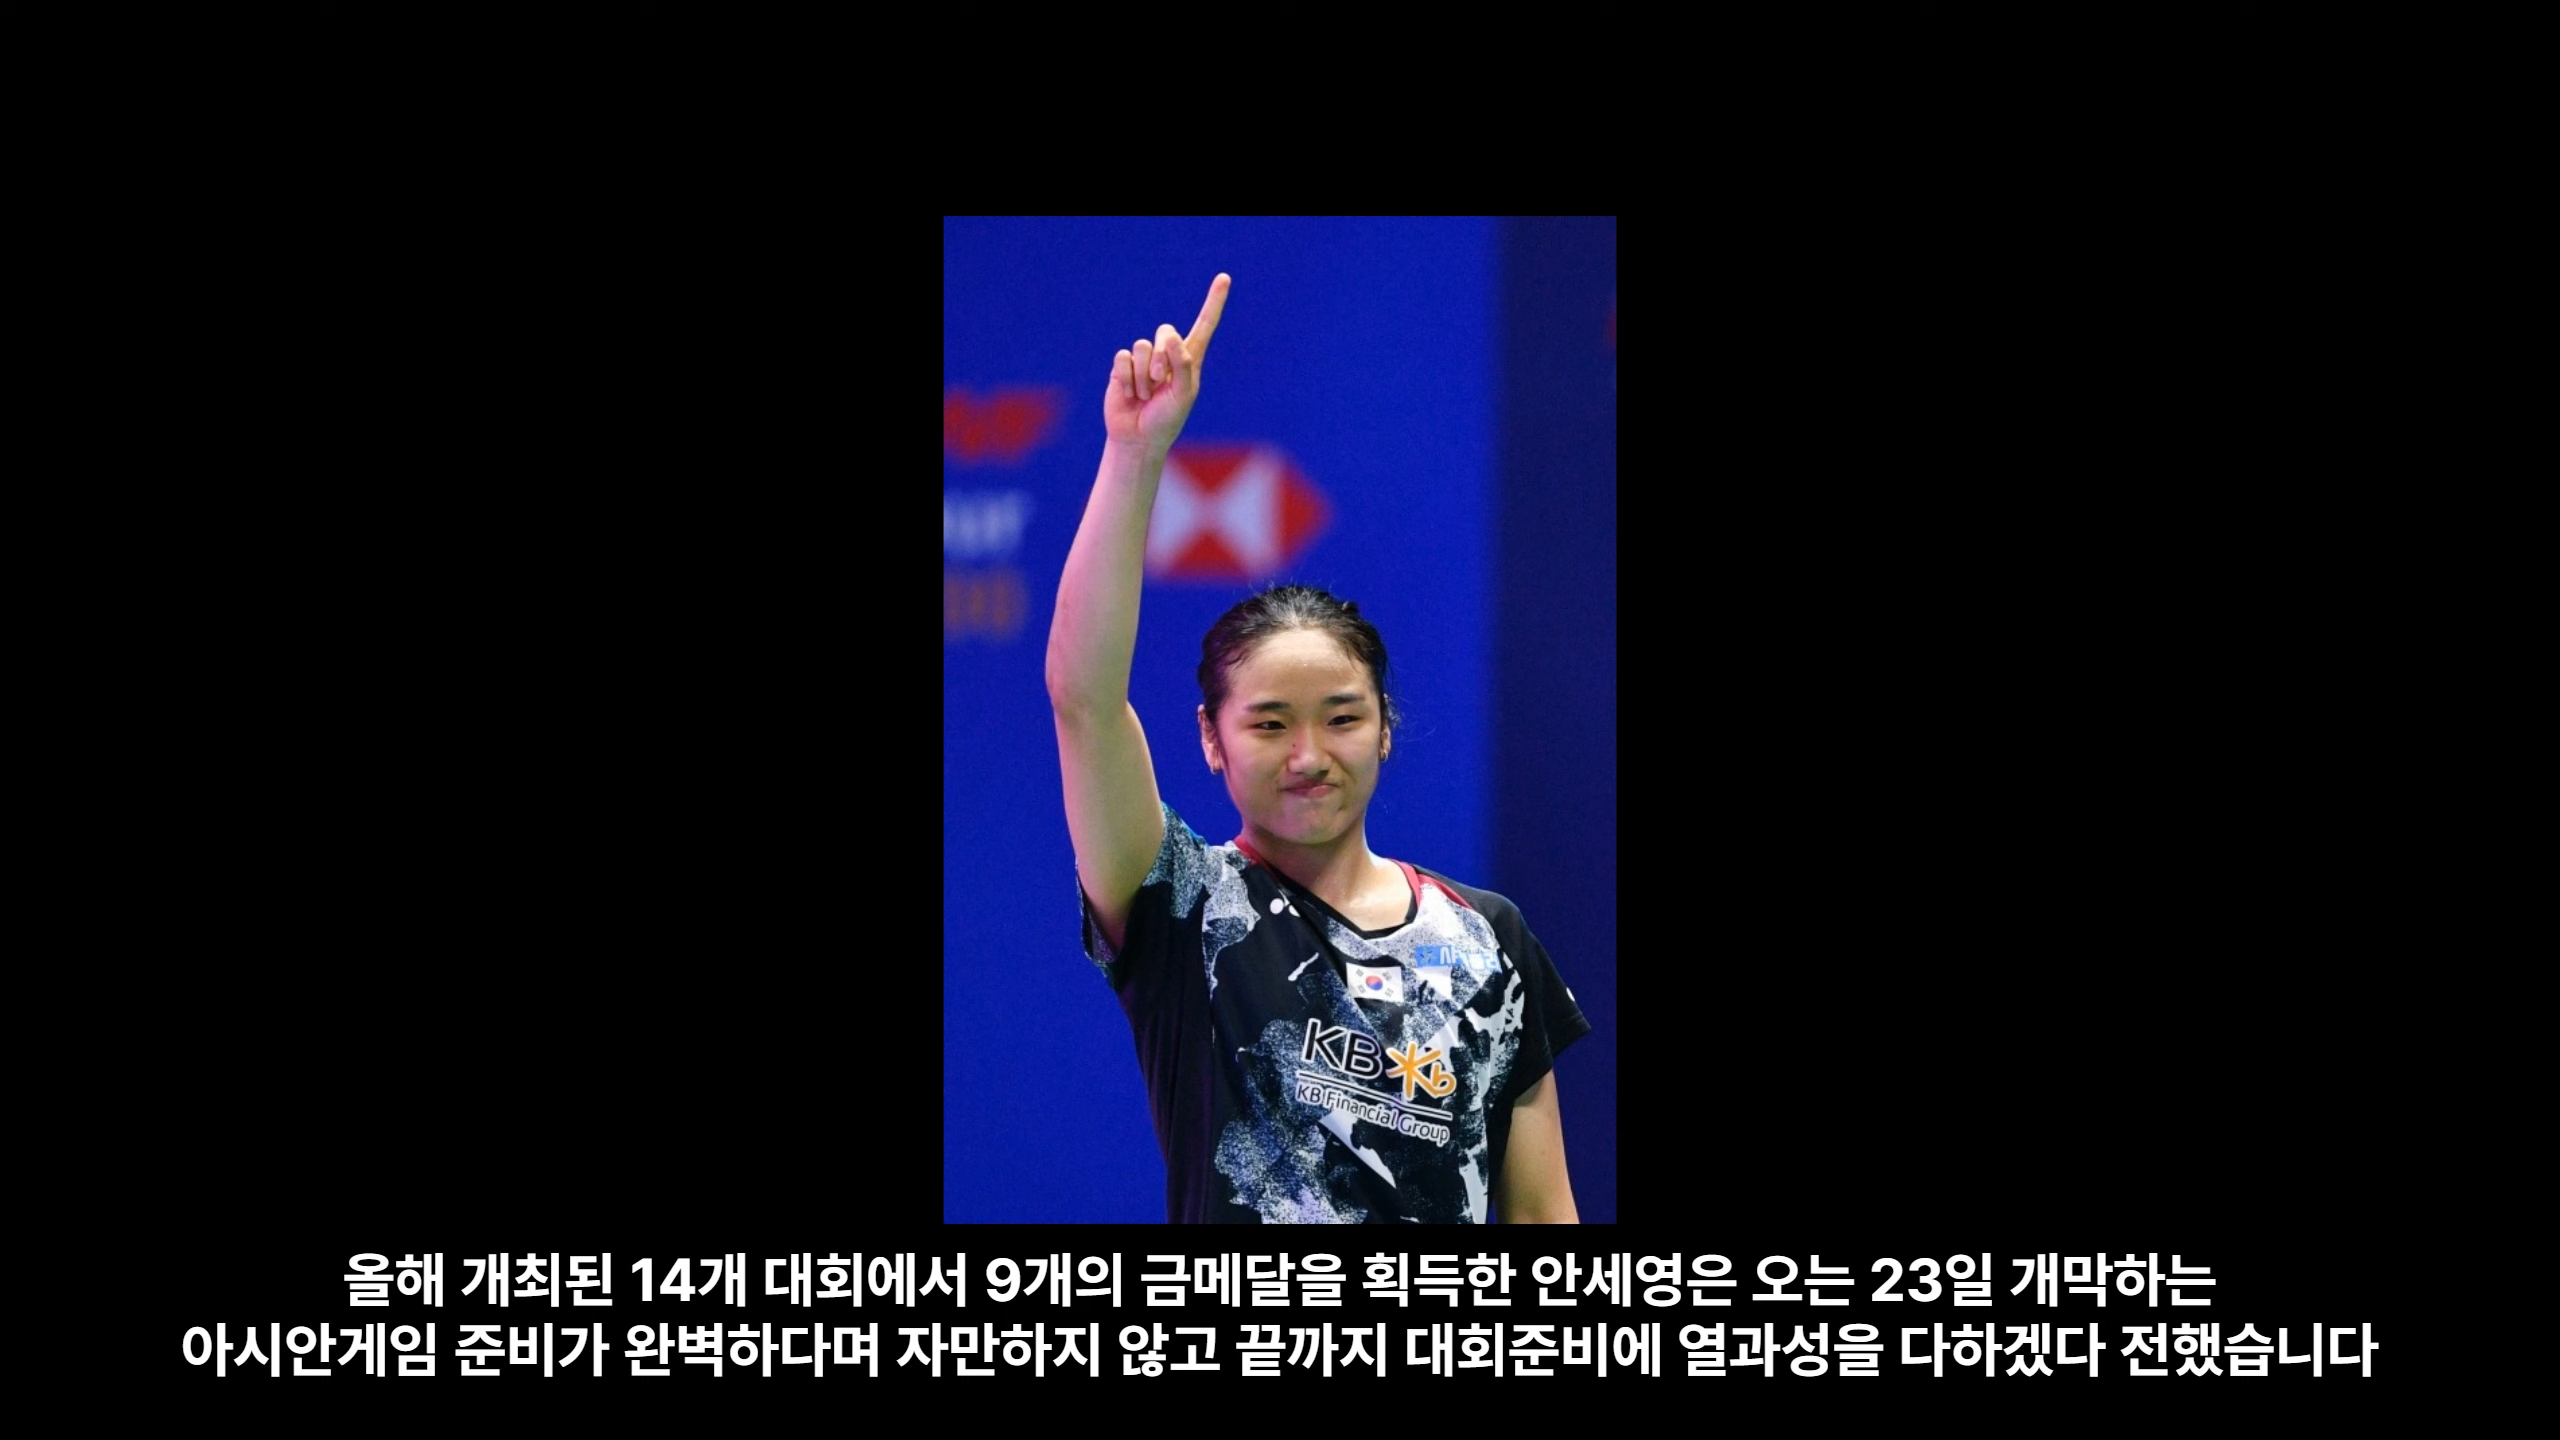 KB
KB Financial Group
올해 개최된 14개 대회에서 9개의 금메달을 획득한 안세영은 오는 23일 개막하는
아시안게임 준비가 완벽하다며 자만하지 않고 끝까지 대회준비에 열과성을 다하겠다 전했습니다